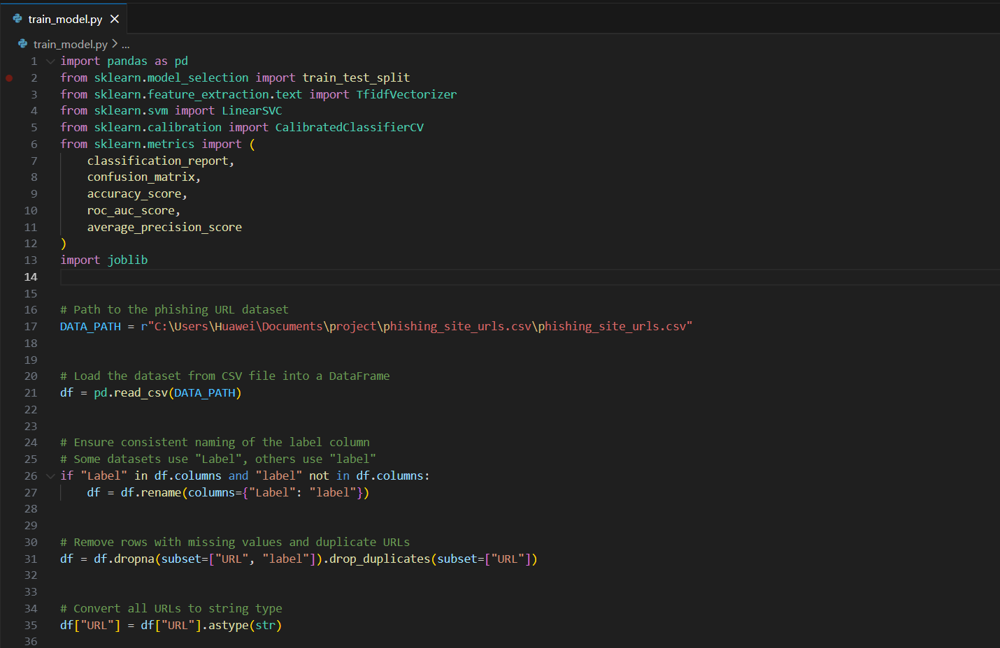 train_model.py
train_model.py > ...
1 import pandas as pd
2 from sklearn.model_selection import train_test_split
3 from sklearn.feature_extraction.text import TfidfVectorizer
4 from sklearn.svm import LinearSVC
5 from sklearn.calibration import CalibratedClassifierCV
6 from sklearn.metrics import (
7     classification_report,
8     confusion_matrix,
9     accuracy_score,
10     roc_auc_score,
11     average_precision_score
12 )
13 import joblib
14
15
16 # Path to the phishing URL dataset
17 DATA_PATH = r"C:\Users\Huawei\Documents\project\phishing_site_urls.csv\phishing_site_urls.csv"
18
19
20 # Load the dataset from CSV file into a DataFrame
21 df = pd.read_csv(DATA_PATH)
22
23
24 # Ensure consistent naming of the label column
25 # Some datasets use "Label", others use "label"
26 if "Label" in df.columns and "label" not in df.columns:
27     df = df.rename(columns={"Label": "label"})
28
29
30 # Remove rows with missing values and duplicate URLs
31 df = df.dropna(subset=["URL", "label"]).drop_duplicates(subset=["URL"])
32
33
34 # Convert all URLs to string type
35 df["URL"] = df["URL"].astype(str)
36